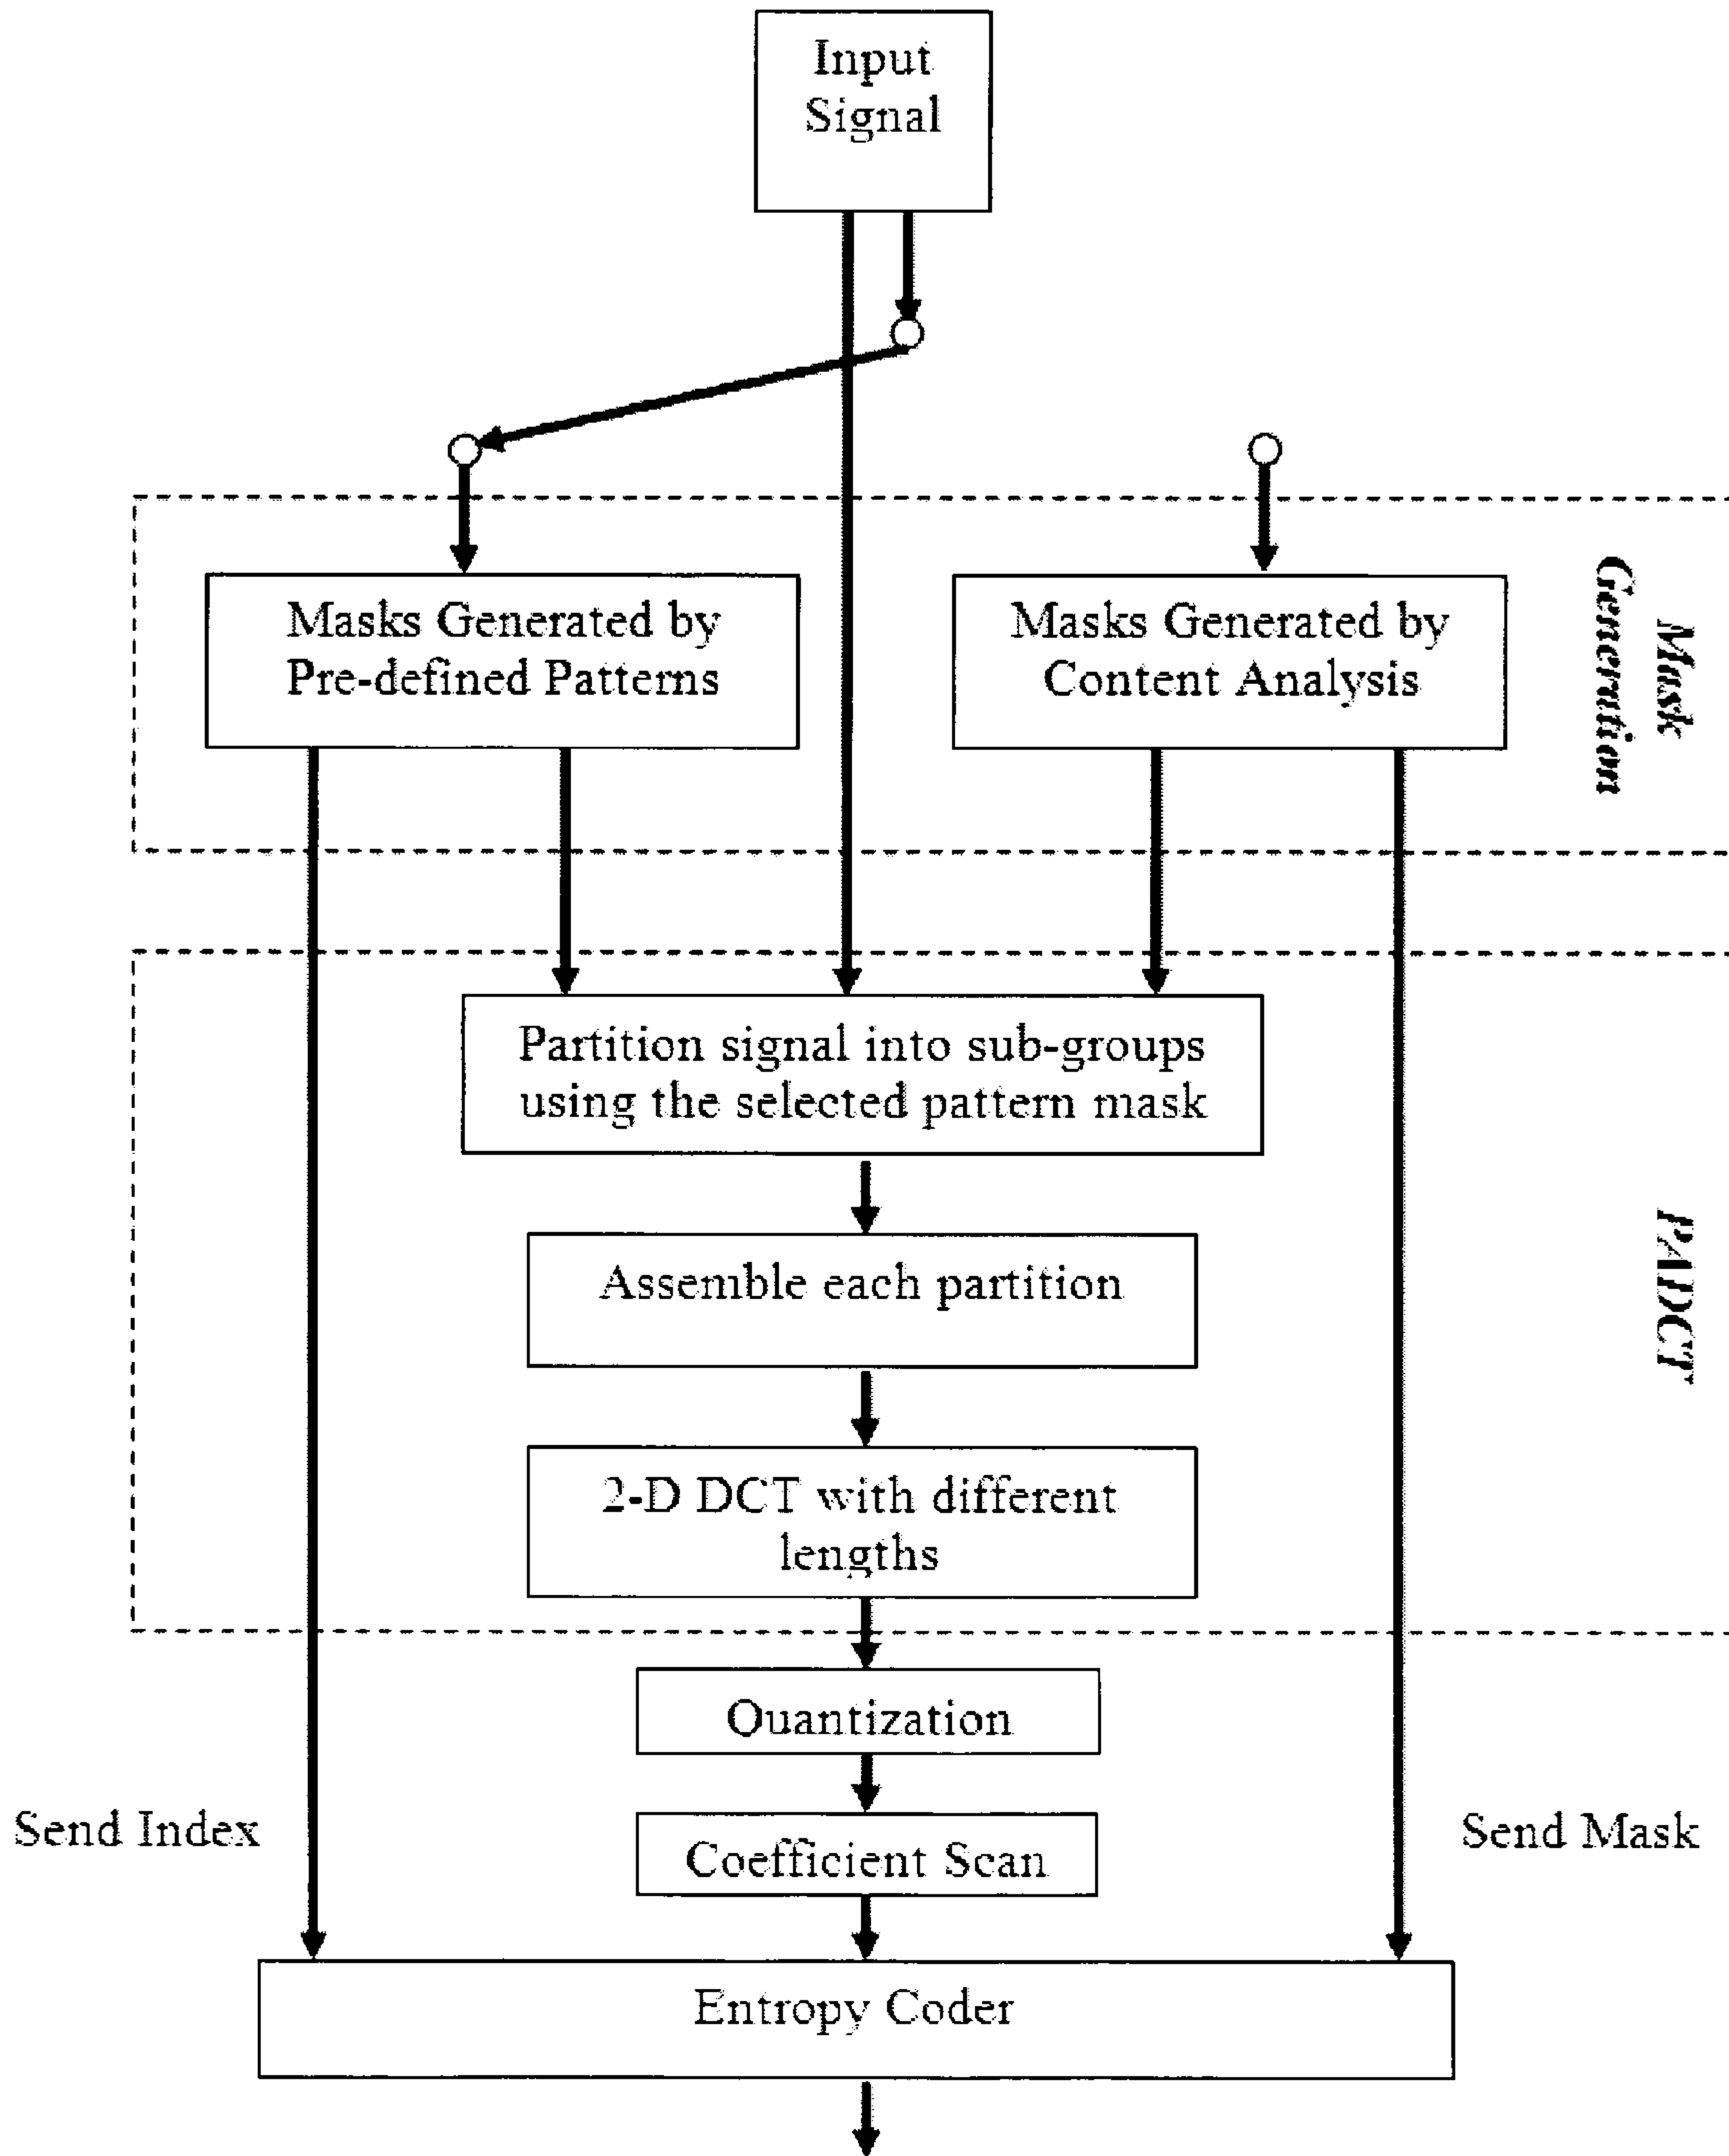 Input
Signal
Masks Generated by
Pre-defined Patterns
Masks Generated by
Content Analysis
Mask
Generation
Partition signal into sub-groups
using the selected pattern mask
Assemble each partition
PADCT
2-D DCT with different
lengths
Quantization
Send Index
Send Mask
Coefficient Scan
Entropy Coder